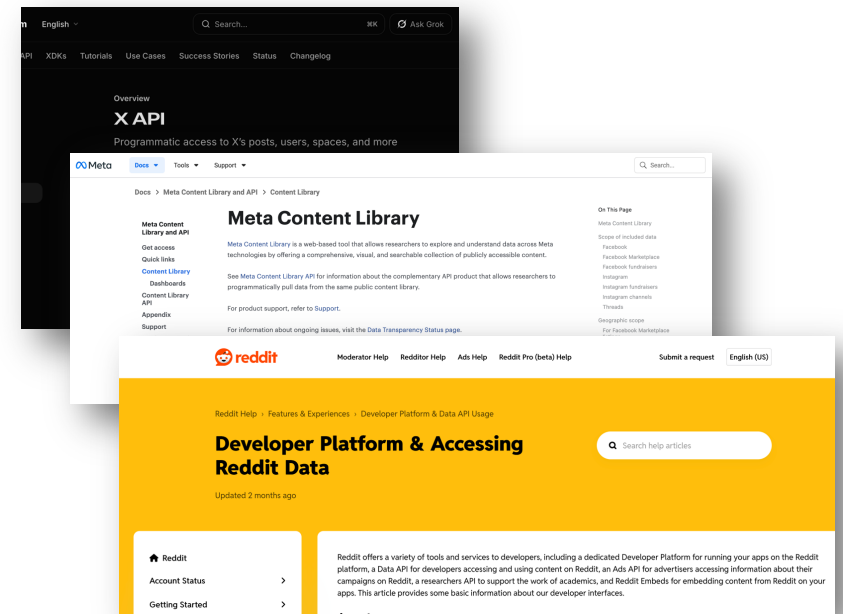 English
Search...
⌘K
Ask Grok
API
XDKs
Tutorials
Use Cases
Success Stories
Status
Changelog
Overview
X API
Programmatic access to X's posts, users, spaces, and more
Meta
Docs
Tools
Support
Search...
Docs > Meta Content Library and API > Content Library
Meta Content
Library and API
Get access
Quick links
Content Library
Dashboards
Content Library
API
Appendix
Support
Meta Content Library
Meta Content Library is a web-based tool that allows researchers to explore and understand data across Meta
technologies by offering a comprehensive, visual, and searchable collection of publicly accessible content.
See Meta Content Library API for information about the complementary API product that allows researchers to
programmatically pull data from the same public content library.
For product support, refer to Support.
For information about ongoing issues, visit the Data Transparency Status page.
On This Page
Meta Content Library
Scope of included data
Facebook
Facebook Marketplace
Facebook fundraisers
Instagram
Instagram fundraisers
Instagram channels
Threads
Geographic scope
For Facebook Marketplace
reddit
Moderator Help
Redditor Help
Ads Help
Reddit Pro (beta) Help
Submit a request
English (US)
Reddit Help › Features & Experiences › Developer Platform & Data API Usage
Developer Platform & Accessing
Reddit Data
Updated 2 months ago
Search help articles
Reddit
Account Status
Getting Started
Reddit offers a variety of tools and services to developers, including a dedicated Developer Platform for running your apps on the Reddit
platform, a Data API for developers accessing and using content on Reddit, an Ads API for advertisers accessing information about their
campaigns on Reddit, a researchers API to support the work of academics, and Reddit Embeds for embedding content from Reddit on your
apps. This article provides some basic information about our developer interfaces.